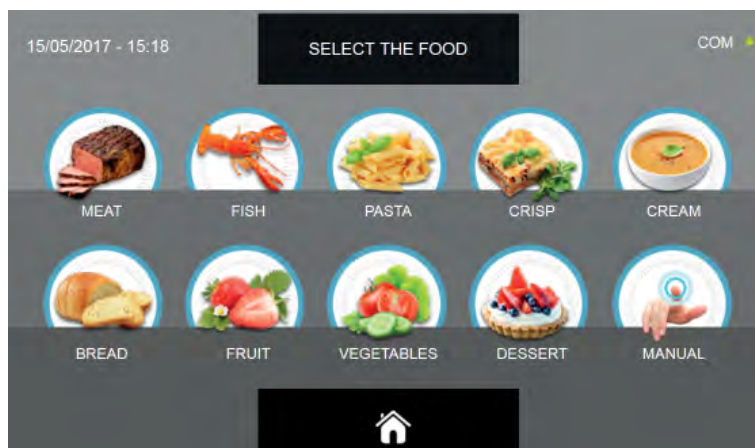 15/05/2017 - 15:18
SELECT THE FOOD
COM
MEAT
FISH
PASTA
CRISP
CREAM
BREAD
FRUIT
VEGETABLES
DESSERT
MANUAL